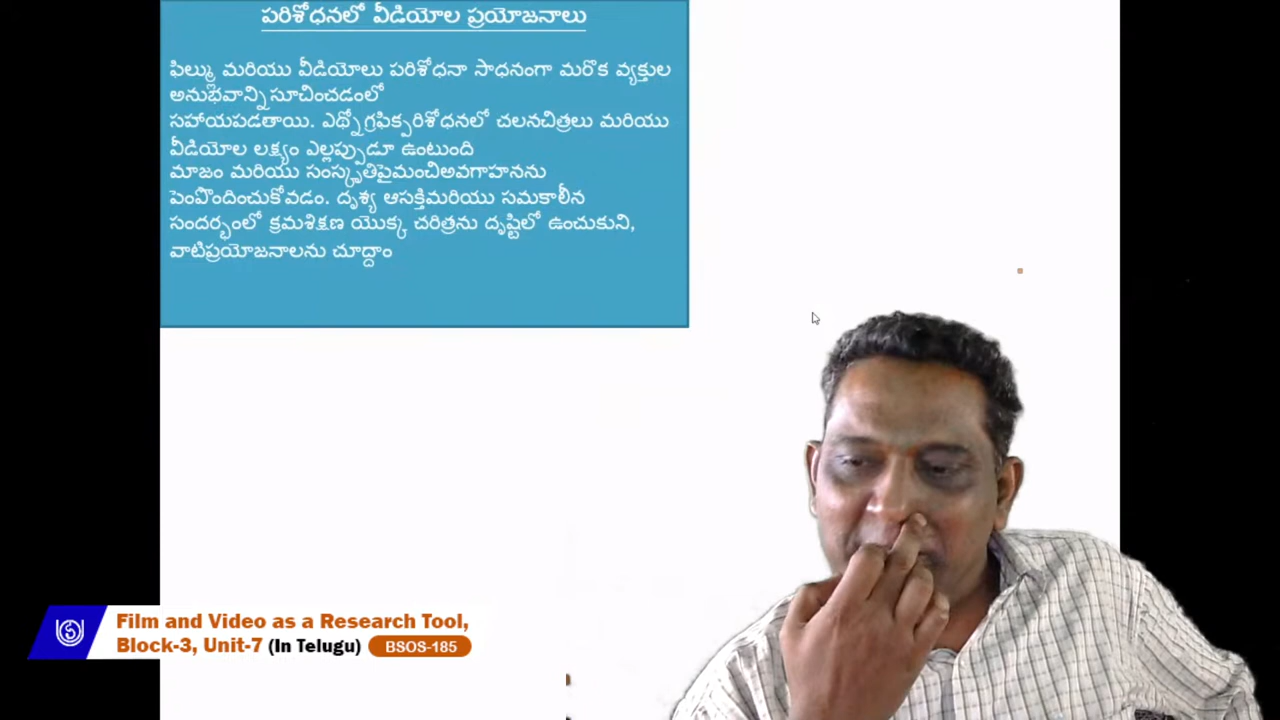 పరిశోధనలో వీడియోల ప్రయోజనాలు
ఫిల్మ్లు మరియు వీడియోలు పరిశోధనా సాధనంగా మరొక వ్యక్తుల
అనుభవాన్నిసూచించడంలో
సహాయపడతాయి. ఎథ్నోగ్రఫిక్పరిశోధనలో చలనచిత్రలు మరియు
వీడియోల లక్ష్యం ఎల్లప్పుడూ ఉంటుంది
మాజం మరియు సంస్కృతిపైమంచిఅవగాహనను
పెంపొందించుకోవడం. దృశ్య ఆసక్తిమరియు సమకాలీన
సందర్భంలో క్రమశిక్షణ యొక్క చరిత్రను దృష్టిలో ఉంచుకుని,
వాటిప్రయోజనాలను చూద్దాం
Film and Video as a Research Tool,
Block-3, Unit-7 (In Telugu) BSOS-185